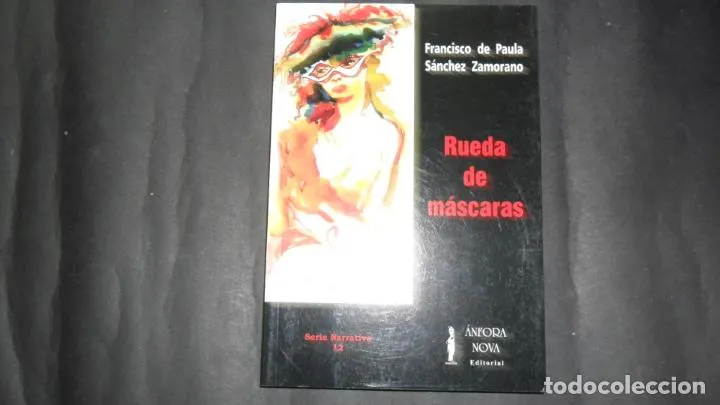 Francisco de Paula
Sánchez Zamorano
Rueda
de
máscaras
Serie Narrativa
12
ÁNFORA
NOVA
Editorial
todocoleccion